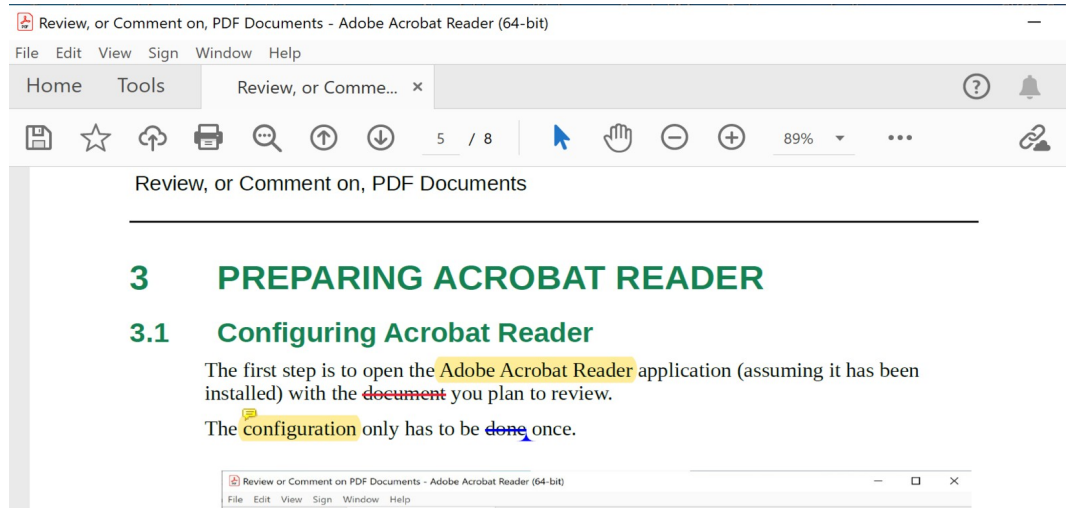 Review, or Comment on, PDF Documents - Adobe Acrobat Reader (64-bit)
File Edit View Sign Window Help
Home Tools Review, or Comme... ×
5 / 8 89%
Review, or Comment on, PDF Documents
3 PREPARING ACROBAT READER
3.1 Configuring Acrobat Reader
The first step is to open the Adobe Acrobat Reader application (assuming it has been
installed) with the document you plan to review.
The configuration only has to be done once.
Review or Comment on PDF Documents - Adobe Acrobat Reader (64-bit)
File Edit View Sign Window Help